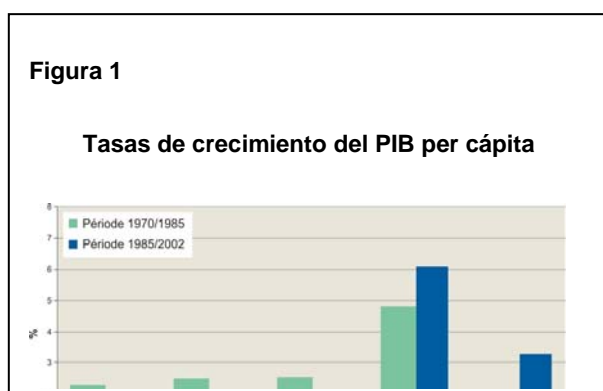 Figura 1
Tasas de crecimiento del PIB per cápita
8
Période 1970/1985
7
Période 1985/2002
6
5
%
4
3